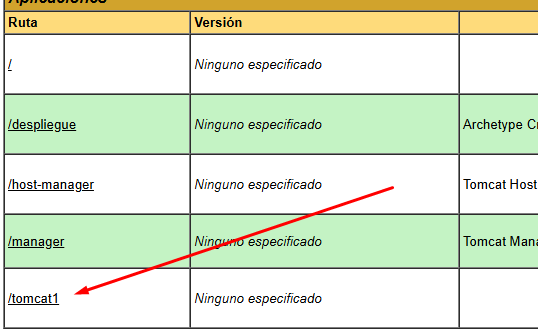 Aplicaciones
Ruta Versión
/ Ninguno especificado
/despliegue Ninguno especificado Archetype Cr
/host-manager Ninguno especificado Tomcat Host
/manager Ninguno especificado Tomcat Mana
/tomcat1 Ninguno especificado